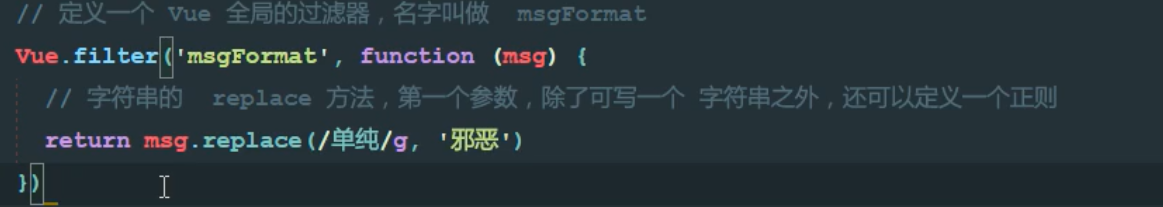 // 定义一个 Vue 全局的过滤器，名字叫做  msgFormat
Vue.filter('msgFormat', function (msg) {
  // 字符串的  replace 方法，第一个参数，除了可写一个 字符串之外，还可以定义一个正则
  return msg.replace(/单纯/g, '邪恶')
})